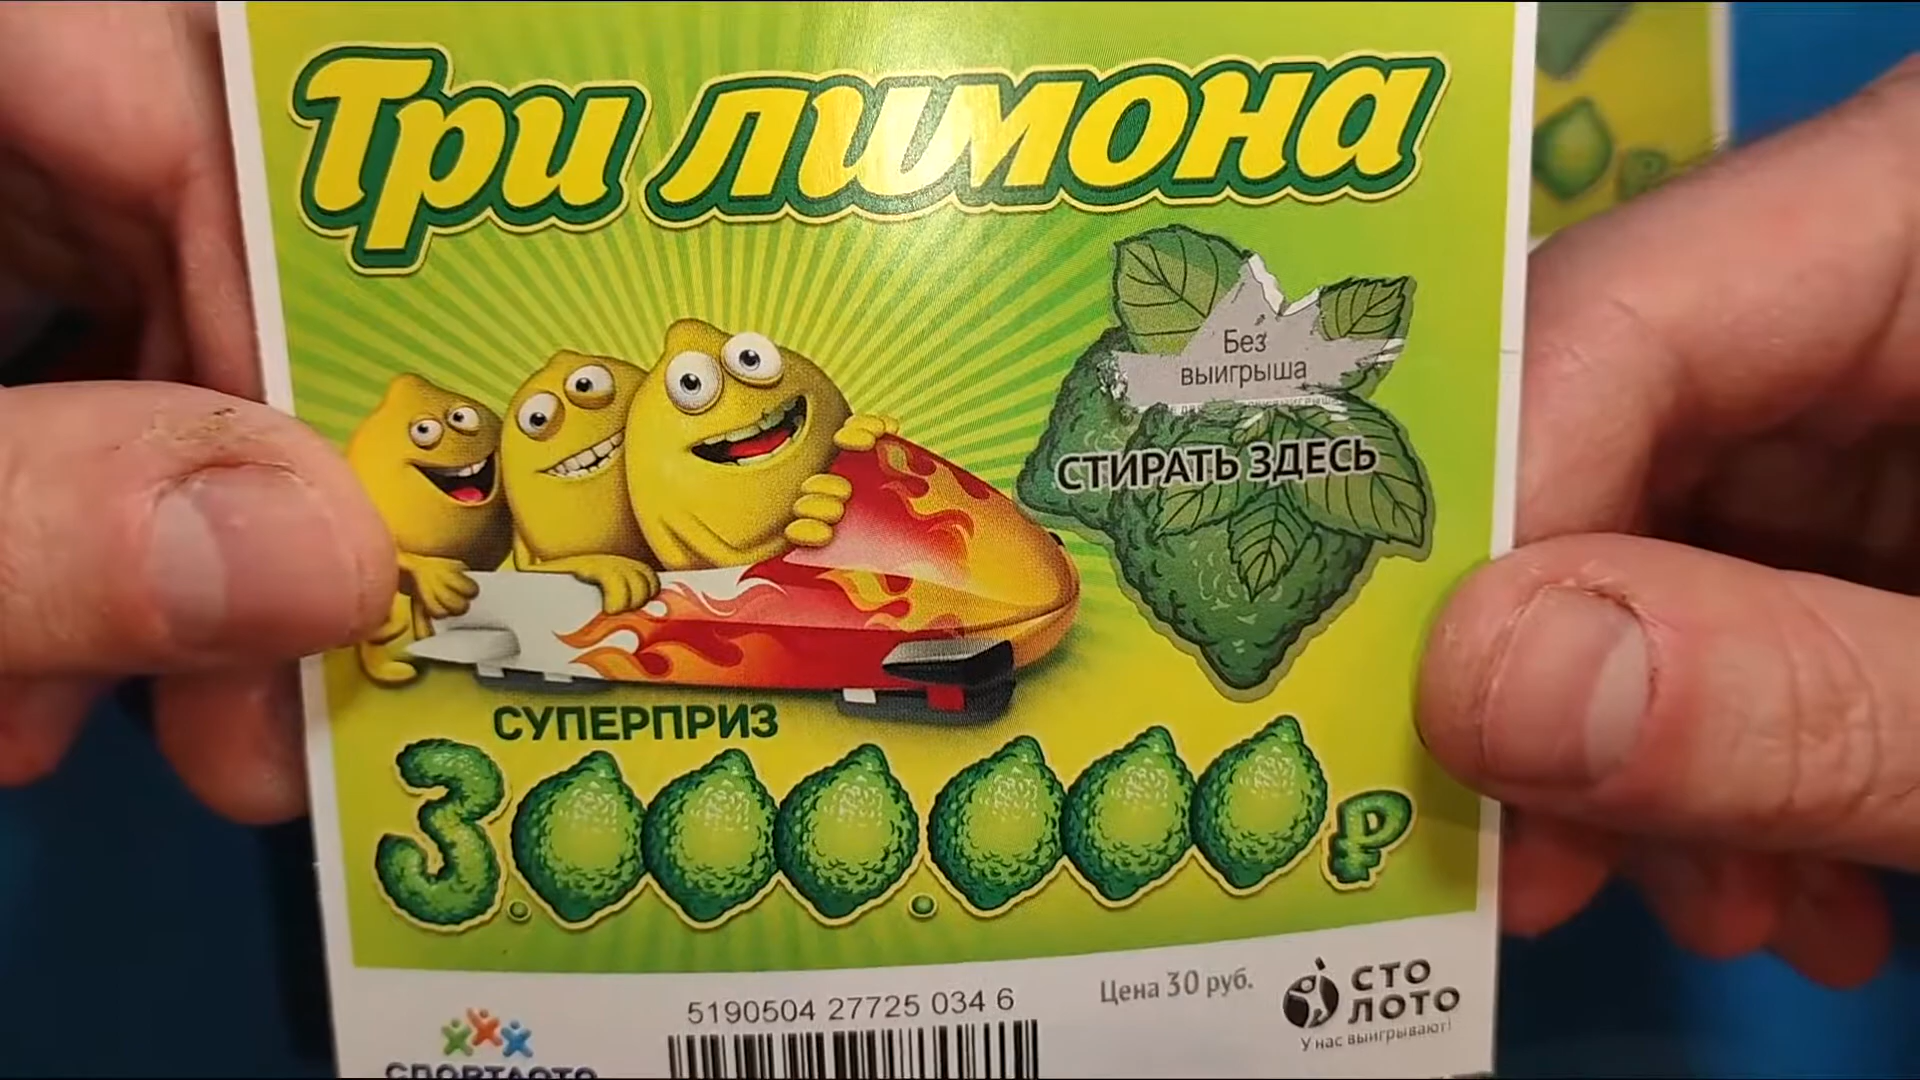 Три лимона
Без
выигрыша
СТИРАТЬ ЗДЕСЬ
СУПЕРПРИЗ
3.000.000 ₽
5190504 27725 034 6
Цена 30 руб.
СТО
ЛОТО
У нас выигрывают!
СПОРТЛОТО